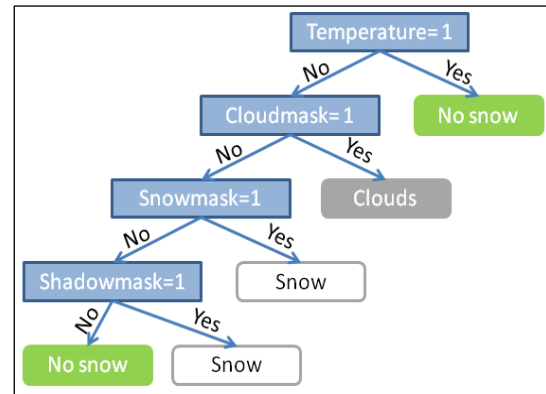 Temperature= 1
No
Yes
Cloudmask= 1
No snow
No
Yes
Snowmask=1
Clouds
No
Yes
Shadowmask=1
Snow
No
Yes
No snow
Snow